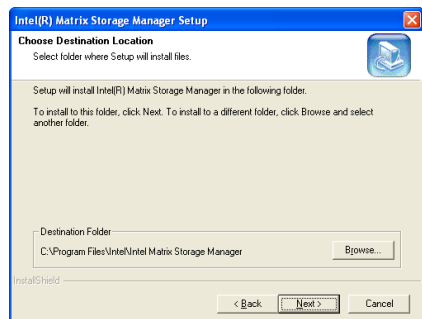 Intel(R) Matrix Storage Manager Setup
Choose Destination Location
Select folder where Setup will install files.
Setup will install Intel(R) Matrix Storage Manager in the following folder.
To install to this folder, click Next. To install to a different folder, click Browse and select
another folder.
Destination Folder
C:\Program Files\Intel\Intel Matrix Storage Manager
Browse...
InstallShield
< Back
Next >
Cancel